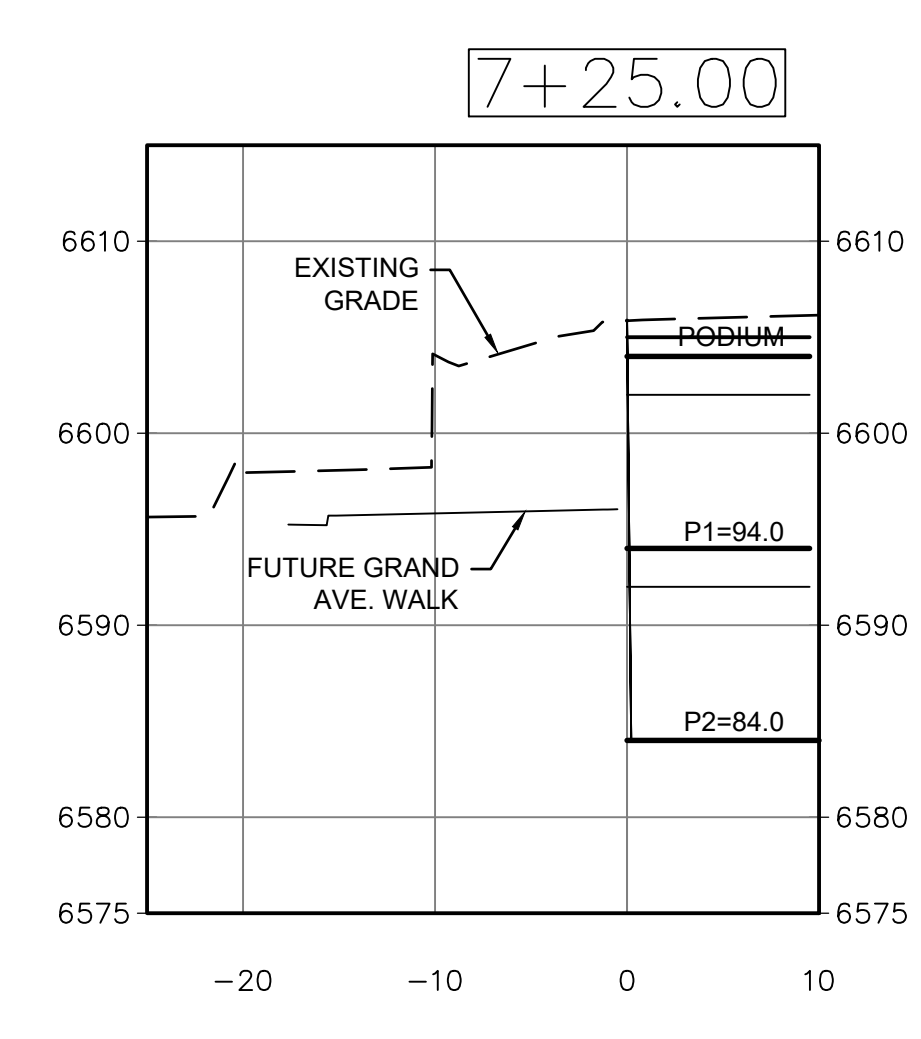 7+25.00
6610
6610
EXISTING
GRADE
PODIUM
6600
6600
P1=94.0
FUTURE GRAND
AVE. WALK
6590
6590
P2=84.0
6580
6580
6575
6575
-20 -10 0 10